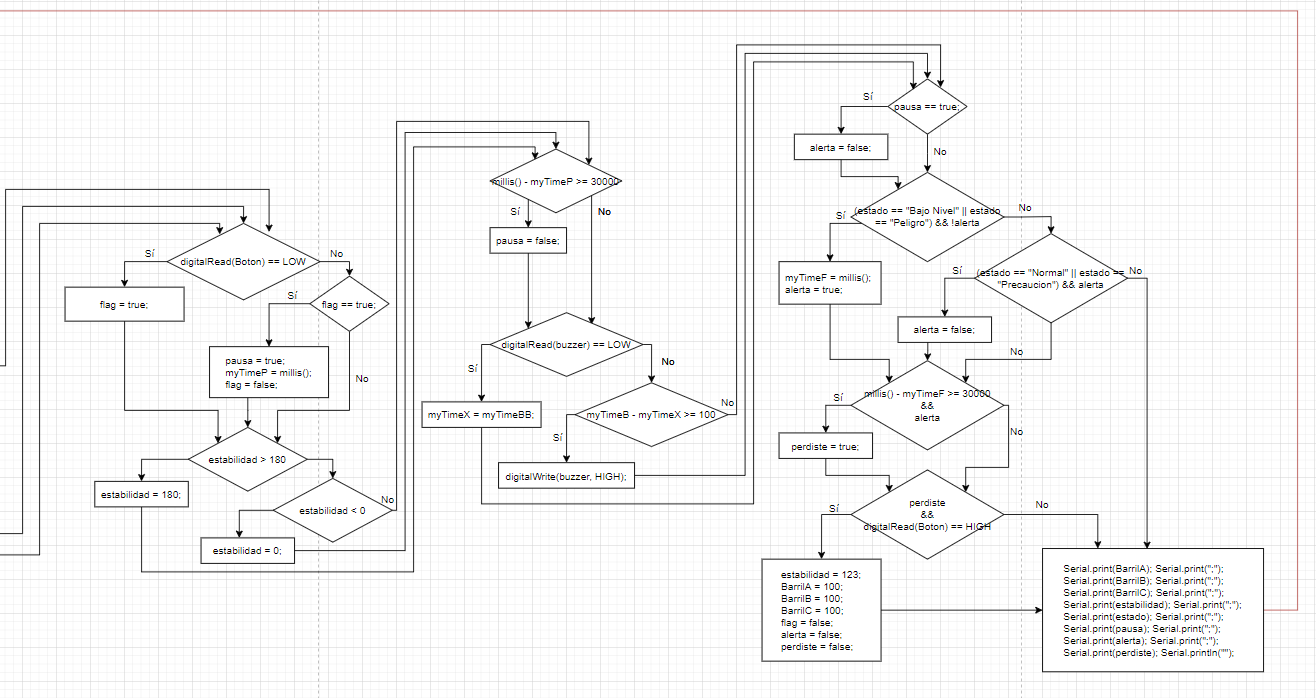 Sí
digitalRead(Boton) == LOW
No
flag = true;
Sí
flag == true;
pausa = true;
myTimeP = millis();
flag = false;
No
estabilidad > 180
estabilidad = 180;
estabilidad < 0
No
estabilidad = 0;
millis() - myTimeP >= 30000
Sí
No
pausa = false;
digitalRead(buzzer) == LOW
Sí
No
myTimeX = myTimeBB;
myTimeB - myTimeX >= 100
No
Sí
digitalWrite(buzzer, HIGH);
Sí
pausa == true;
alerta = false;
No
(estado == "Bajo Nivel" || estado
== "Peligro") && !alerta
Sí
No
myTimeF = millis();
alerta = true;
(estado == "Normal" || estado ==
"Precaucion") && alerta
Sí
No
alerta = false;
No
millis() - myTimeF >= 30000
&&
alerta
Sí
No
perdiste = true;
perdiste
&&
digitalRead(Boton) == HIGH
Sí
No
estabilidad = 123;
BarrilA = 100;
BarrilB = 100;
BarrilC = 100;
flag = false;
alerta = false;
perdiste = false;
Serial.print(BarrilA); Serial.print(";");
Serial.print(BarrilB); Serial.print(";");
Serial.print(BarrilC); Serial.print(";");
Serial.print(estabilidad); Serial.print(";");
Serial.print(estado); Serial.print(";");
Serial.print(pausa); Serial.print(";");
Serial.print(alerta); Serial.print(";");
Serial.print(perdiste); Serial.println("");